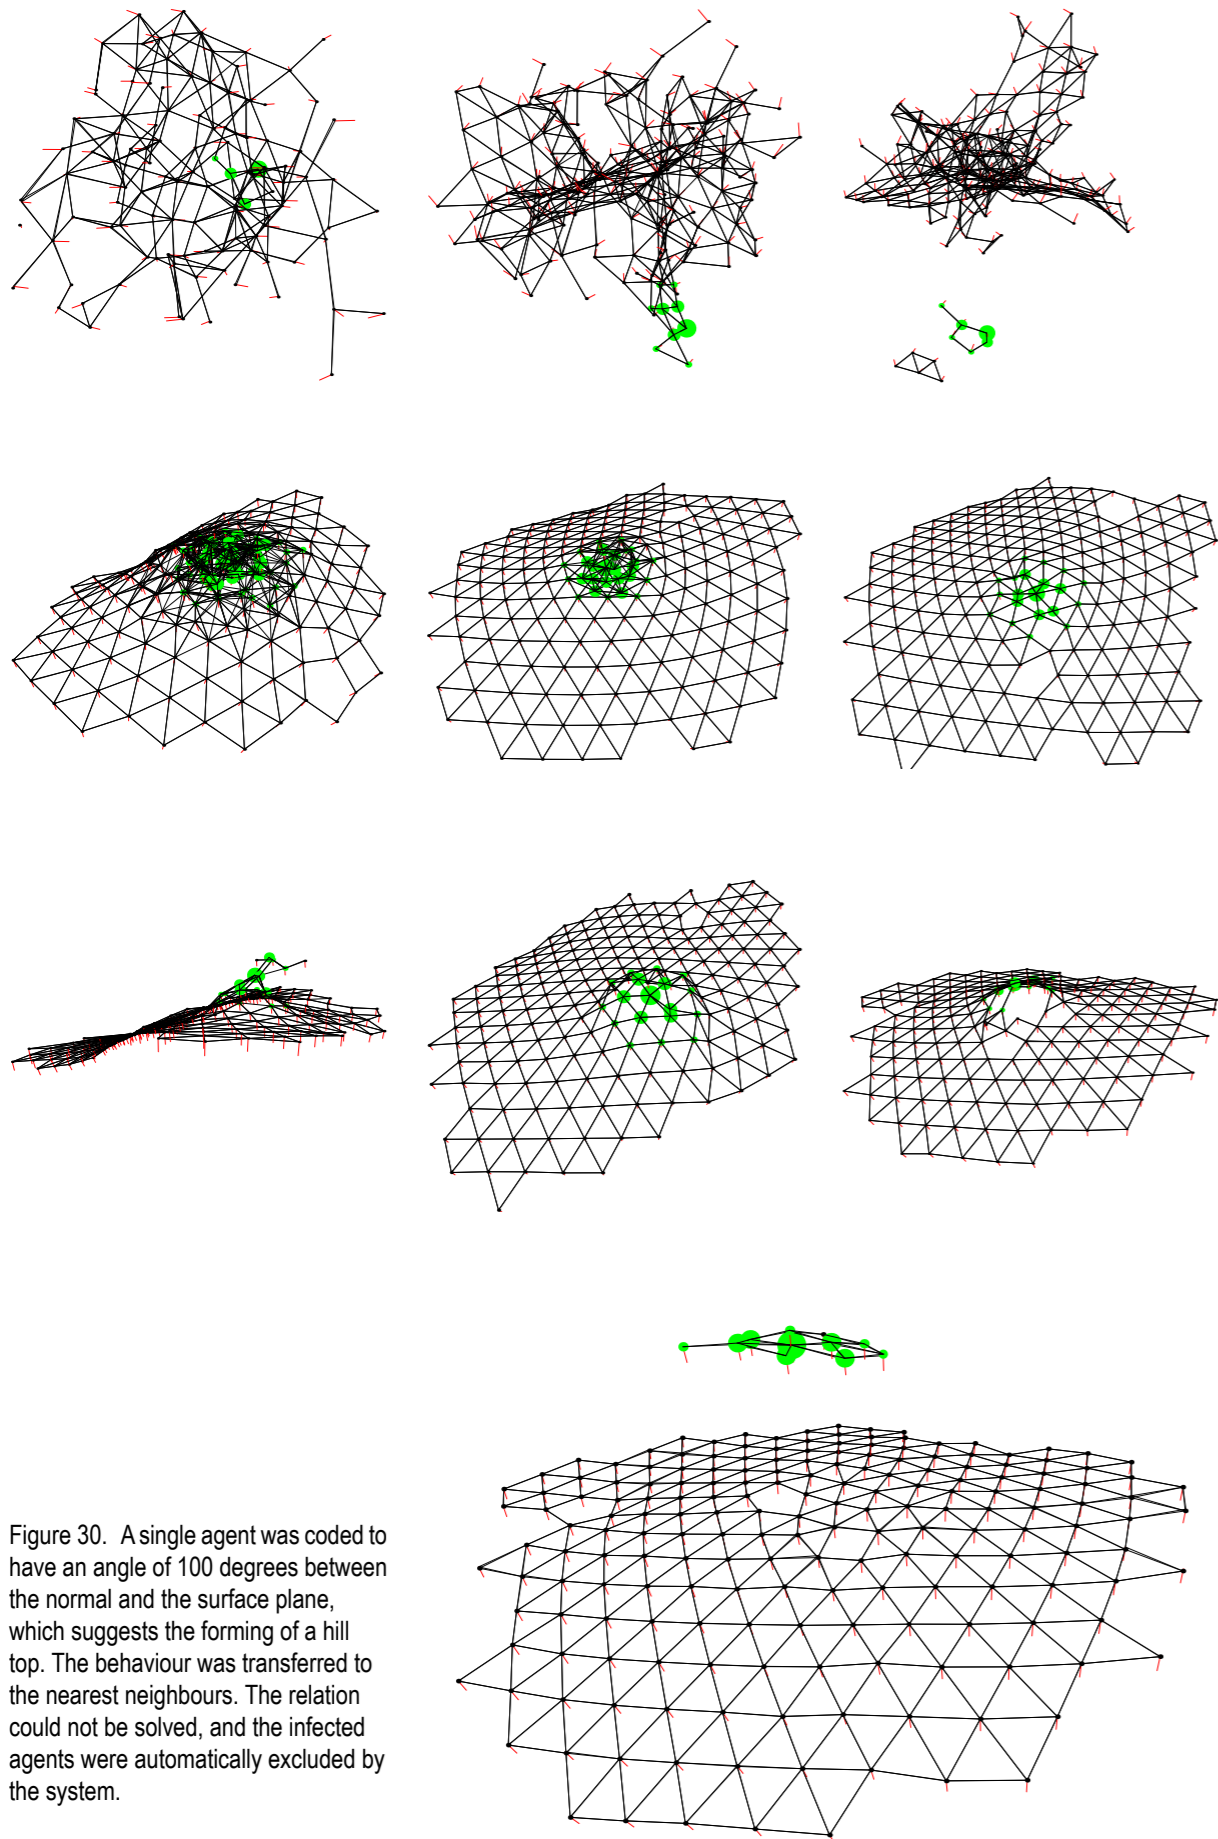 Figure 30. A single agent was coded to
have an angle of 100 degrees between
the normal and the surface plane,
which suggests the forming of a hill
top. The behaviour was transferred to
the nearest neighbours. The relation
could not be solved, and the infected
agents were automatically excluded by
the system.